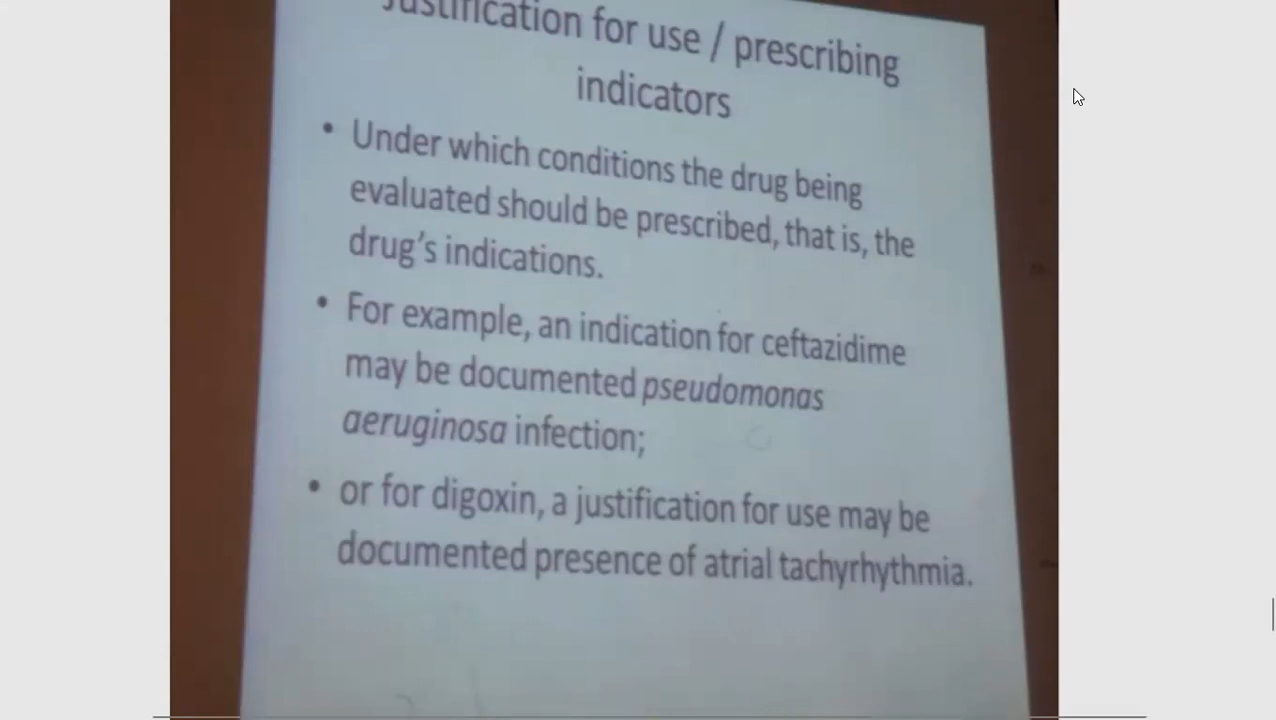 Justification for use / prescribing
indicators
• Under which conditions the drug being
evaluated should be prescribed, that is, the
drug's indications.
• For example, an indication for ceftazidime
may be documented pseudomonas
aeruginosa infection;
• or for digoxin, a justification for use may be
documented presence of atrial tachyrhythmia.